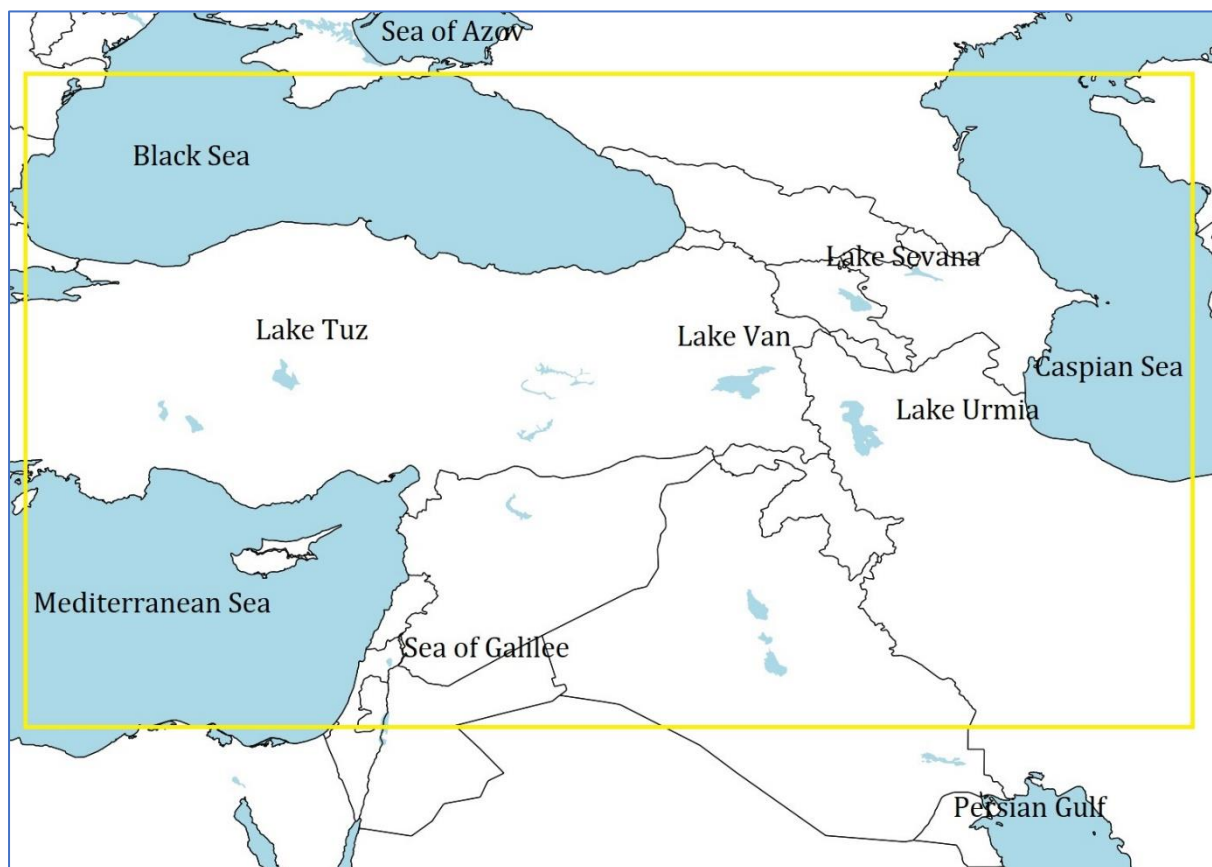 Sea of Azov
Black Sea
Lake Sevana
Lake Tuz
Lake Van
Caspian Sea
Lake Urmia
Mediterranean Sea
Sea of Galilee
Persian Gulf